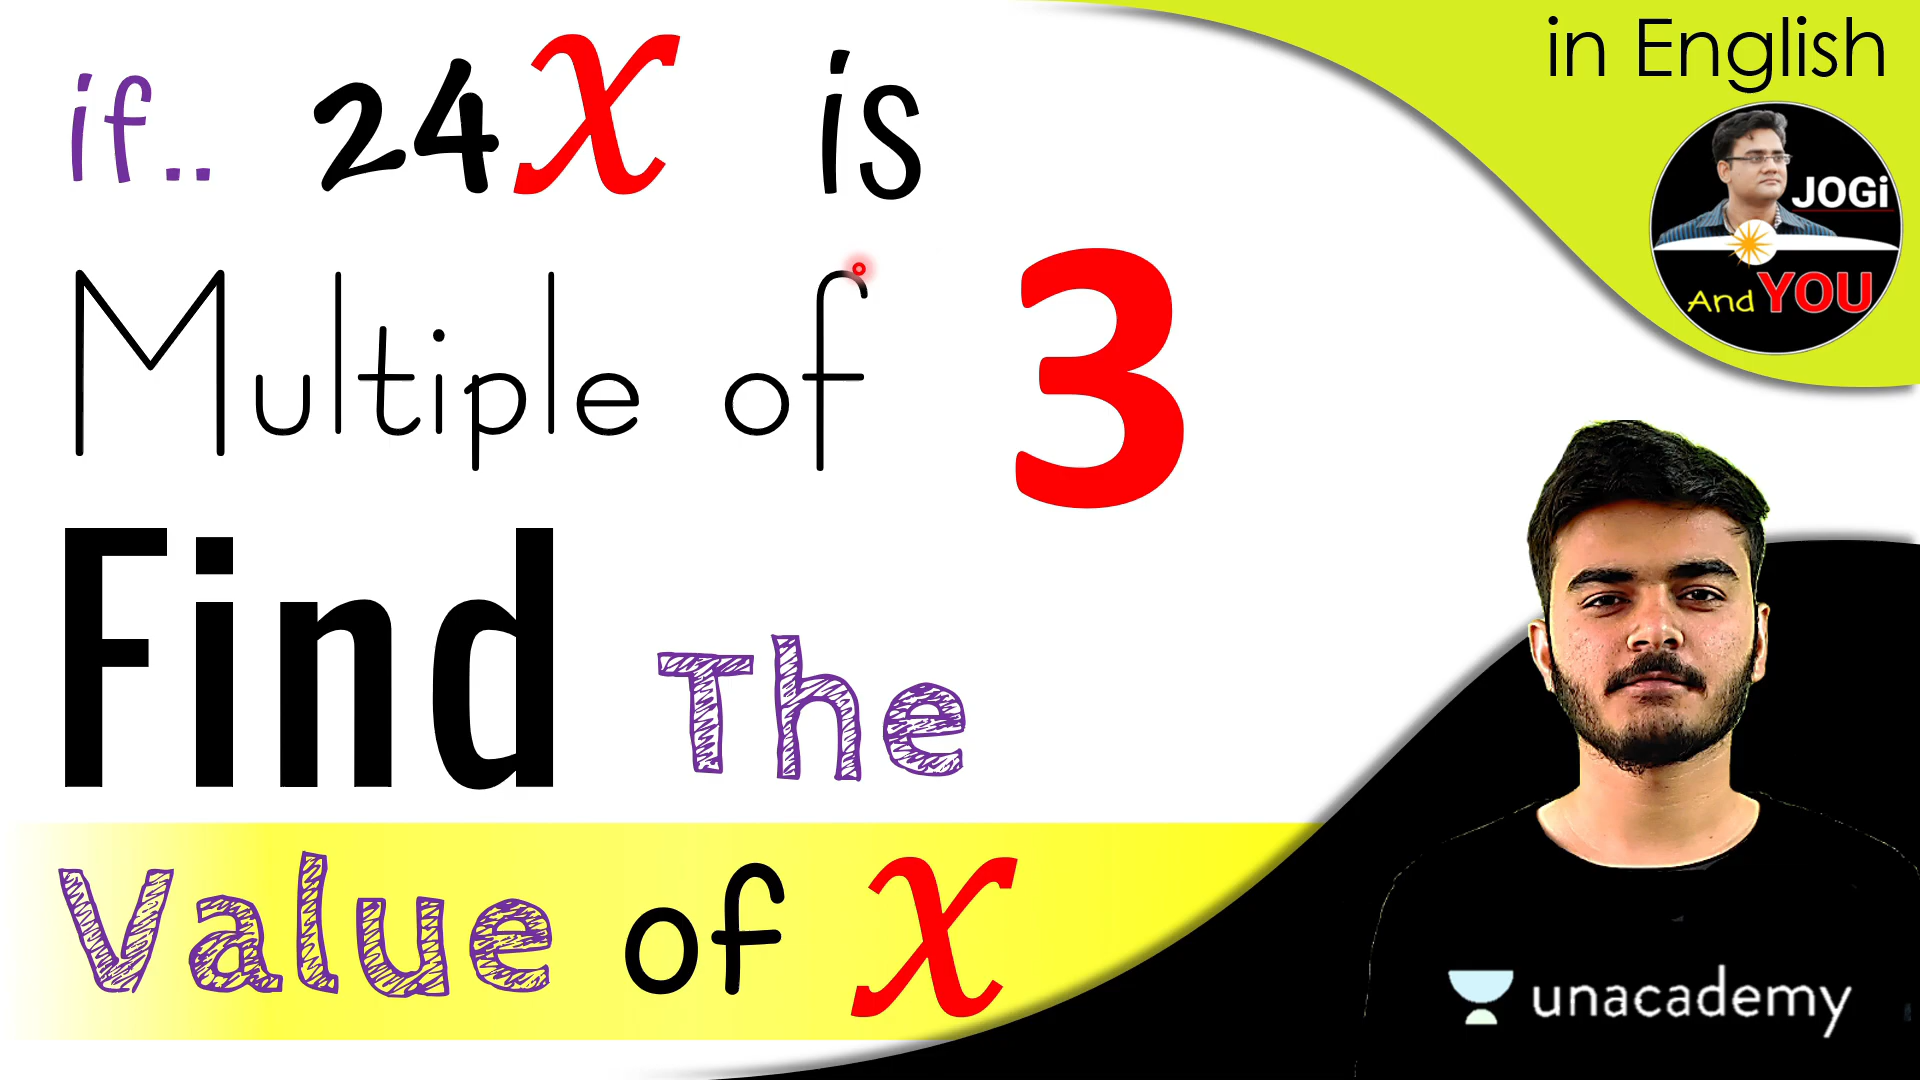 if.. 24x is
Multiple of 3
Find The
Value of x
in English
JOGi
And YOU
unacademy